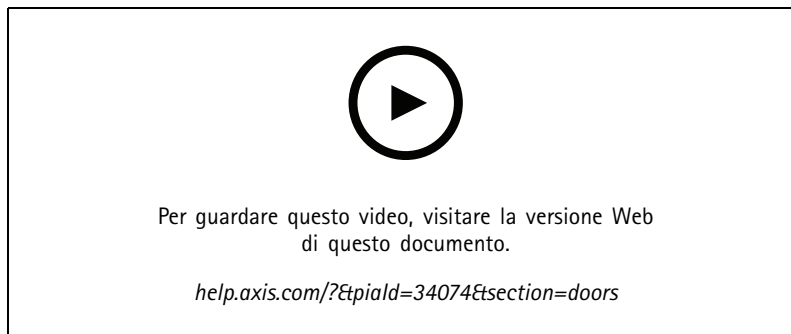 Per guardare questo video, visitare la versione Web
di questo documento.
help.axis.com/?&piaId=34074&section=doors